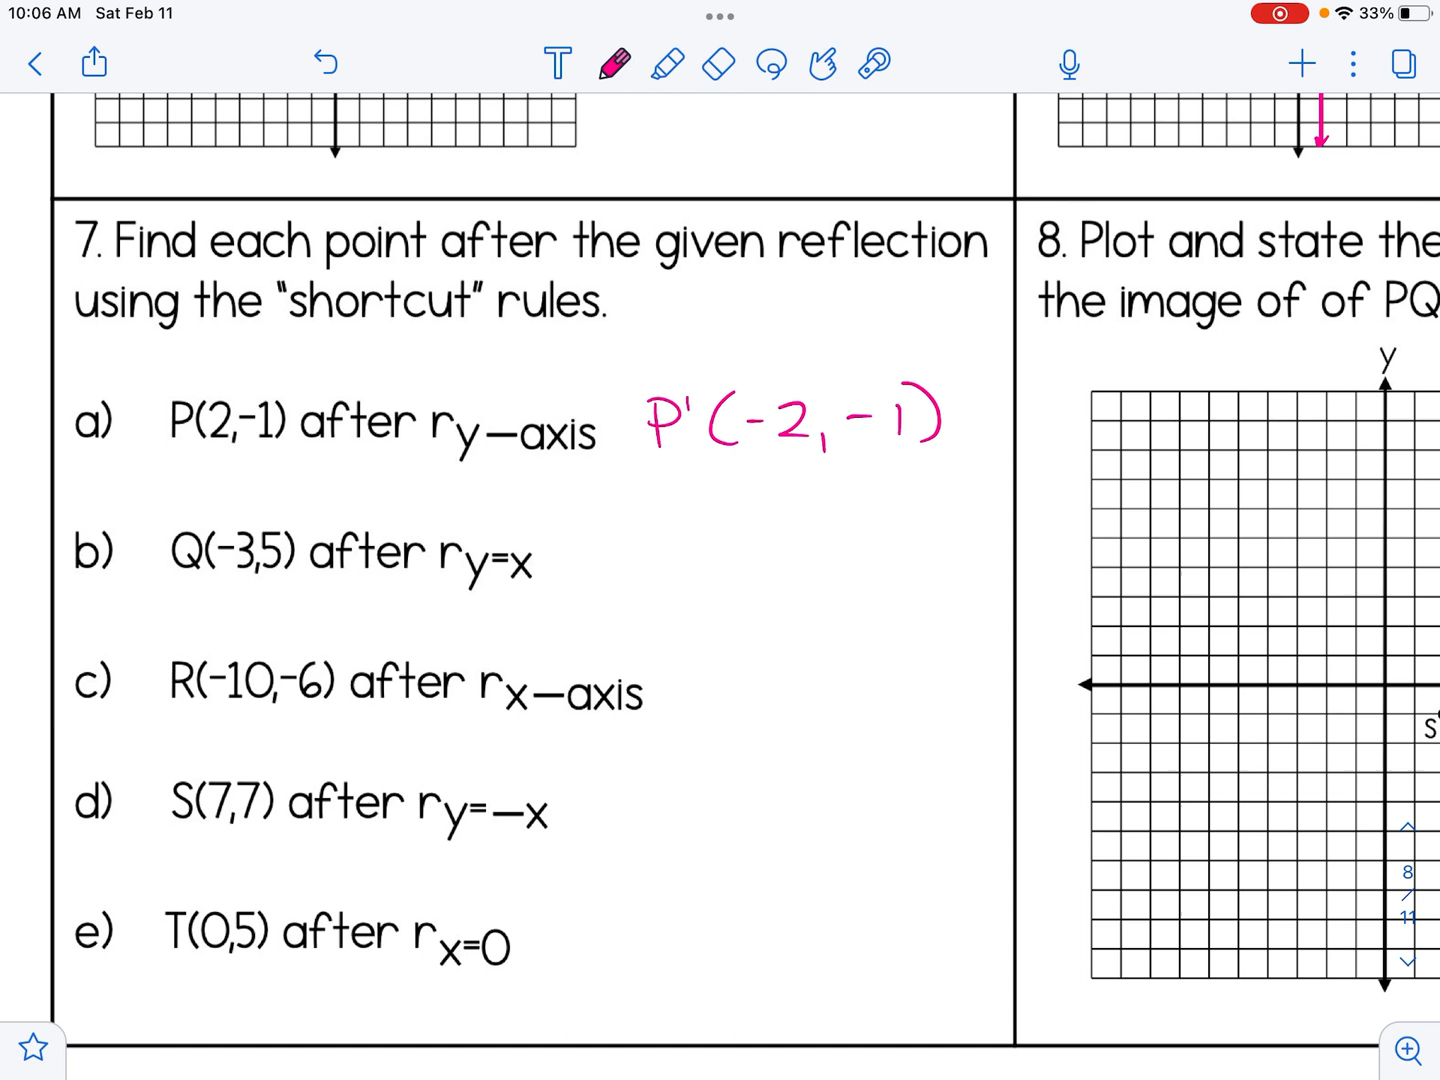 10:06 AM Sat Feb 11
33%
T
7. Find each point after the given reflection
using the "shortcut" rules.
a) P(2,-1) after ry-axis P'(-2, -1)
b) Q(-3,5) after ry=x
c) R(-10,-6) after rx-axis
d) S(7,7) after ry=-x
e) T(0,5) after rx=0
8. Plot and state the
the image of of PQ
y
S
8
/
11